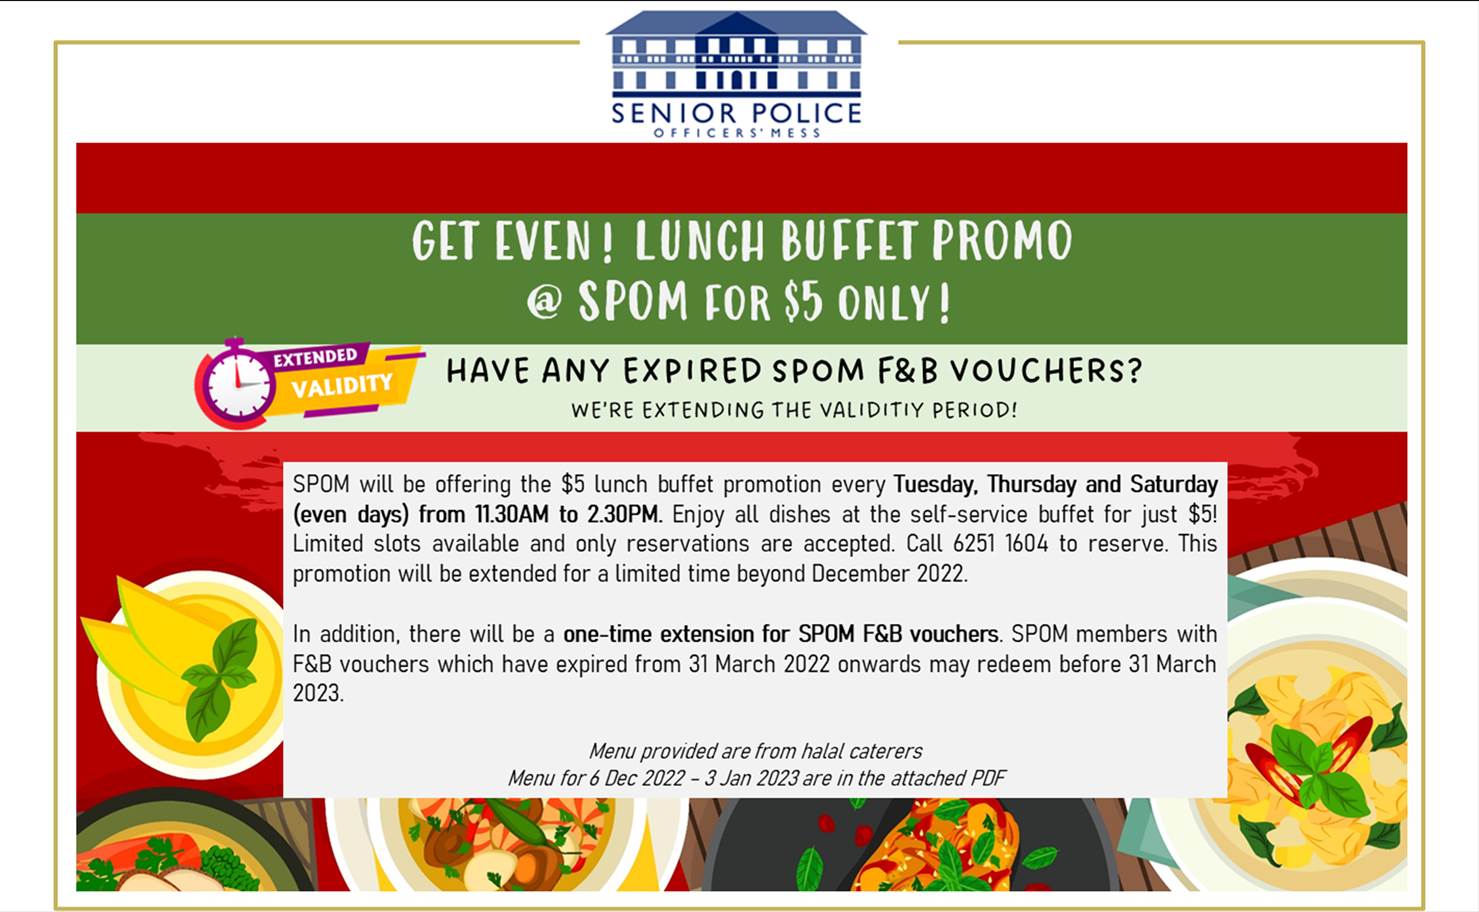 SENIOR POLICE
OFFICERS' MESS
GET EVEN! LUNCH BUFFET PROMO
@ SPOM FOR $5 ONLY!
EXTENDED
VALIDITY
HAVE ANY EXPIRED SPOM F&B VOUCHERS?
WE'RE EXTENDING THE VALIDITIY PERIOD!
SPOM will be offering the $5 lunch buffet promotion every Tuesday, Thursday and Saturday
(even days) from 11.30AM to 2.30PM. Enjoy all dishes at the self-service buffet for just $5!
Limited slots available and only reservations are accepted. Call 6251 1604 to reserve. This
promotion will be extended for a limited time beyond December 2022.
In addition, there will be a one-time extension for SPOM F&B vouchers. SPOM members with
F&B vouchers which have expired from 31 March 2022 onwards may redeem before 31 March
2023.
Menu provided are from halal caterers
Menu for 6 Dec 2022 – 3 Jan 2023 are in the attached PDF